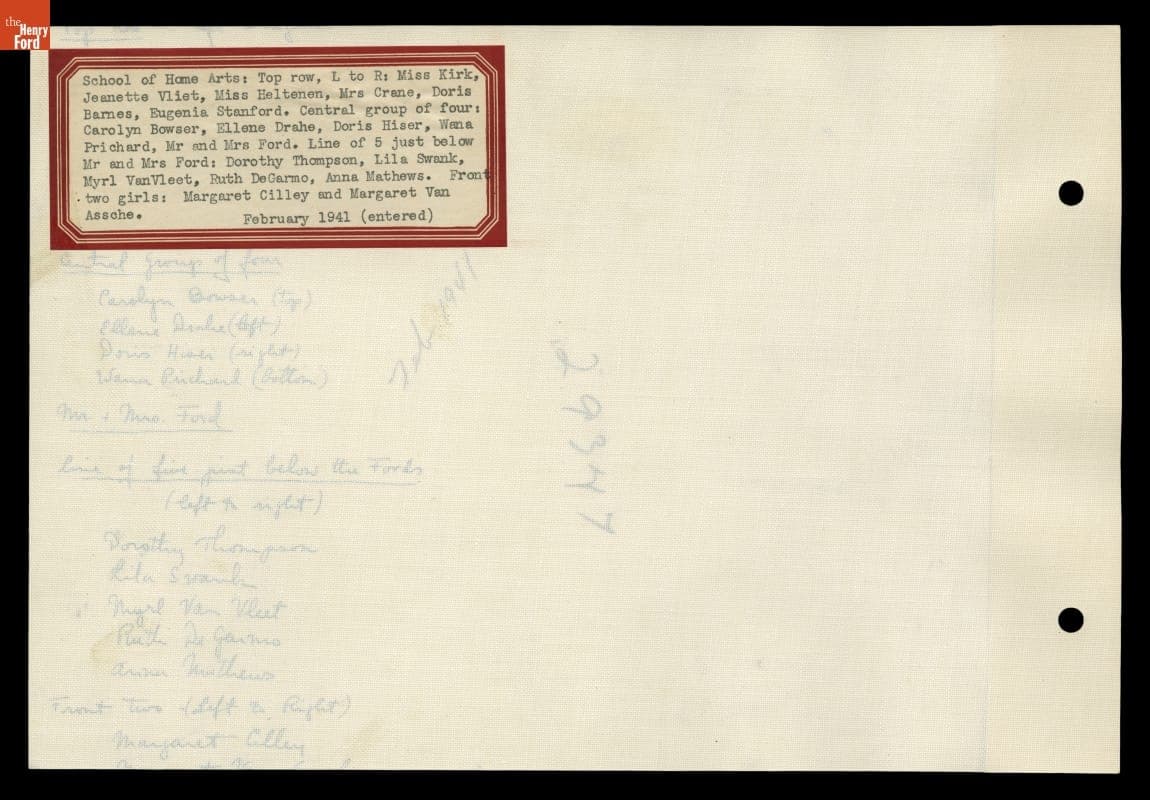 the
Henry
Ford
School of Home Arts: Top row, L to R: Miss Kirk,
Jeanette Vliet, Miss Heltenen, Mrs Crane, Doris
Barnes, Eugenia Stanford. Central group of four:
Carolyn Bowser, Ellene Drahe, Doris Hiser, Wana
Prichard, Mr and Mrs Ford. Line of 5 just below
Mr and Mrs Ford: Dorothy Thompson, Lila Swank,
Myrl VanVleet, Ruth DeGarmo, Anna Mathews. Front
two girls: Margaret Cilley and Margaret Van
Assche.
February 1941 (entered)
Central Group of four
Carolyn Bowser (top)
Ellene Drahe (left)
Doris Hiser (right)
Wana Prichard (bottom)
Feb 1941
Mr + Mrs. Ford
Line of five just below the Fords
(left to right)
Dorothy Thompson
Lila Swank
Myrl Van Vleet
Ruth De Garmo
Anna Mathews
Front two (Left to Right)
Margaret Cilley